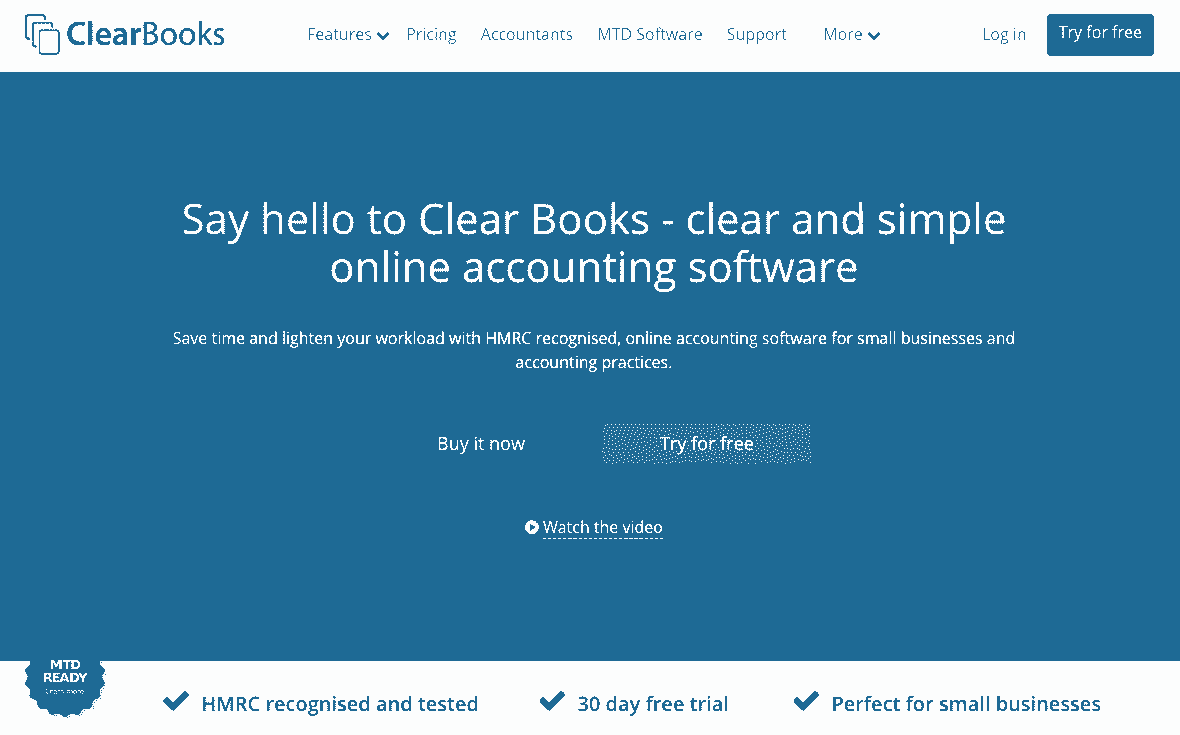 ClearBooks
Features Pricing Accountants MTD Software Support More Log in Try for free
Say hello to Clear Books - clear and simple
online accounting software
Save time and lighten your workload with HMRC recognised, online accounting software for small businesses and
accounting practices.
Buy it now Try for free
Watch the video
MTD
READY
Learn more
HMRC recognised and tested 30 day free trial Perfect for small businesses